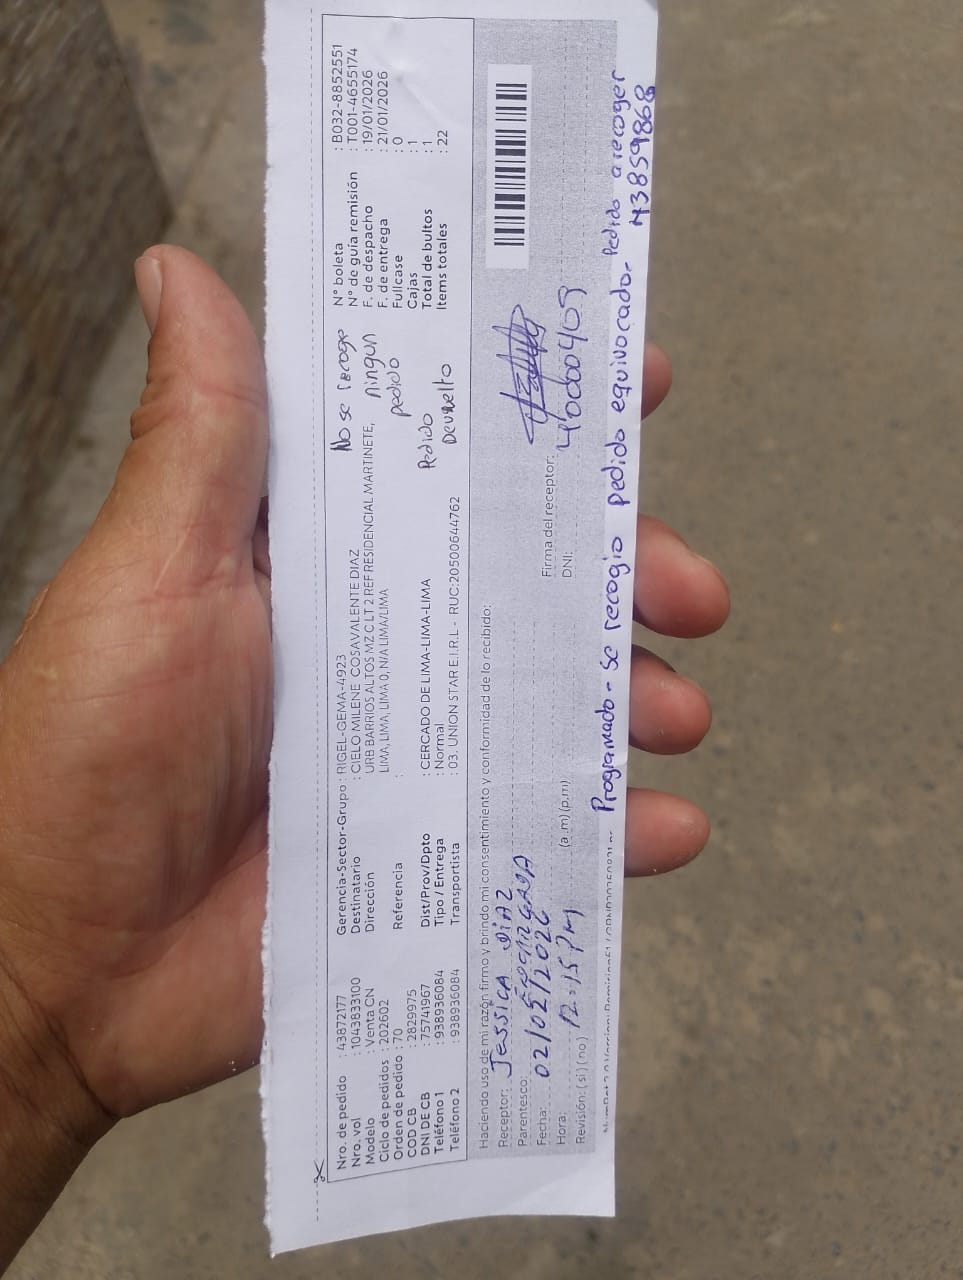 Nro. de pedido : 43872177
Nro. vol : 1043833100
Modelo : Venta CN
Ciclo de pedidos : 202602
Orden de pedido : 70
COD CB : 2829975
DNI DE CB : 75741967
Teléfono 1 : 938936084
Teléfono 2 : 938936084
Gerencia-Sector-Grupo : RIGEL-GEMA-4923
Destinatario : CIELO MILENE COSAVALENTE DIAZ
Dirección : URB BARRIOS ALTOS MZ C LT 2 REF RESIDENCIAL MARTINETE,
LIMA, LIMA, LIMA 0, N/A LIMA/LIMA
Referencia :
Dist/Prov/Dpto : CERCADO DE LIMA-LIMA-LIMA
Tipo / Entrega : Normal
Transportista : 03. UNION STAR E.I.R.L - RUC:20500644762
No se recoge
ningun
pedido
Pedido
Devuelto
N° boleta : B032-8852551
N° de guía remisión : T001-4655174
F. de despacho : 19/01/2026
F. de entrega : 21/01/2026
Fullcase : 0
Cajas : 1
Total de bultos : 1
Items totales : 22
Haciendo uso de mi razón firmo y brindo mi consentimiento y conformidad de lo recibido:
Receptor: JESSICA DIAZ
Parentesco:
Fecha:
Hora: 12:15 PM (a.m) (p.m)
Revisión: ( si ) ( no )
Firma del receptor:
DNI:
Programado - Se recogio pedido equivocado. Pedido a recoger
43859868